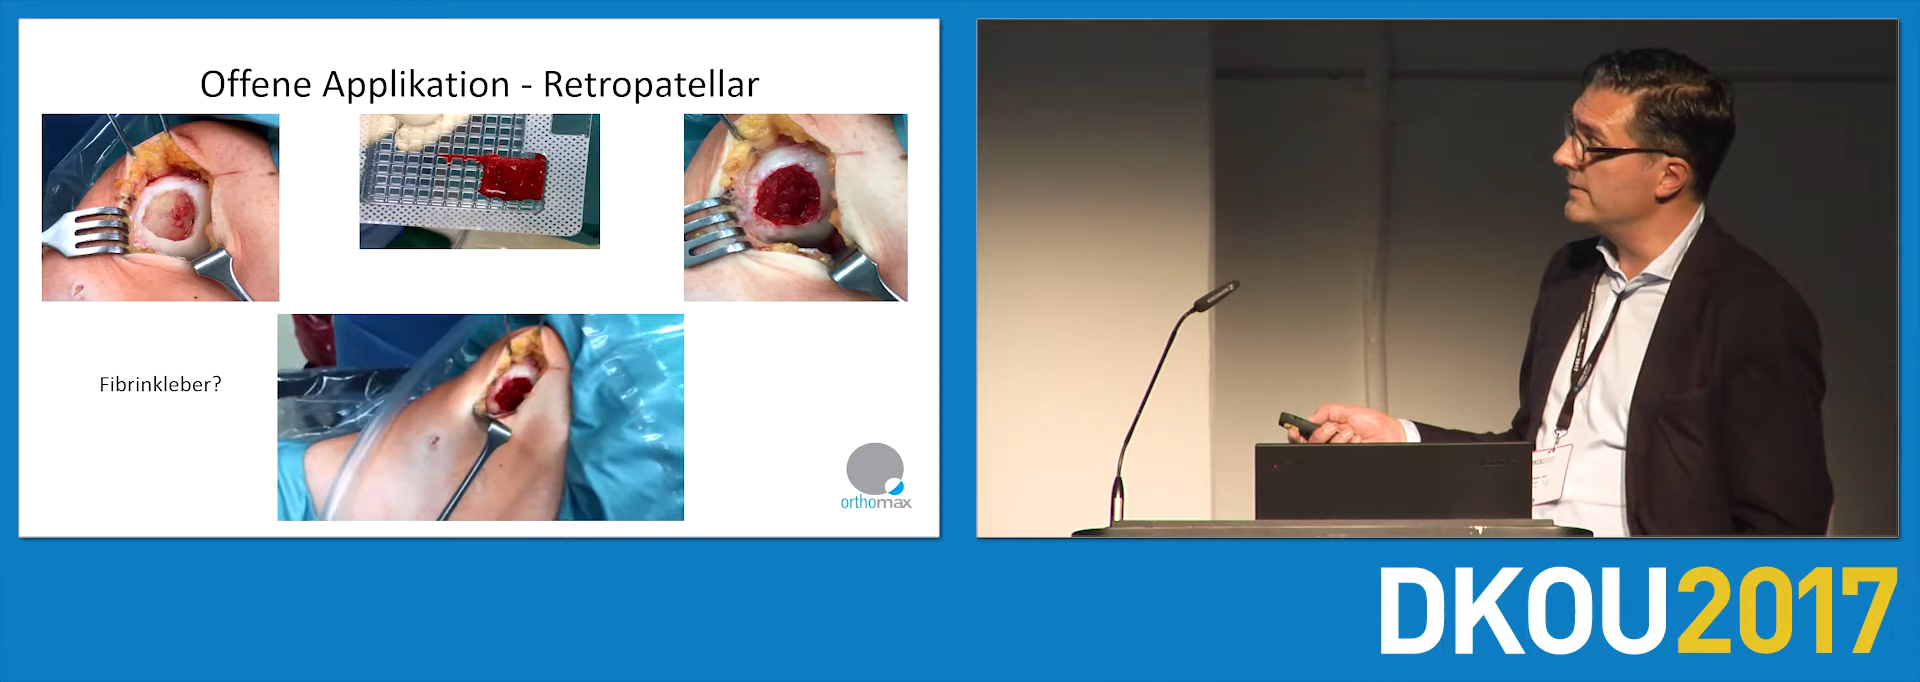 Offene Applikation - Retropatellar
Fibrinkleber?
orthomax
DKOU2017